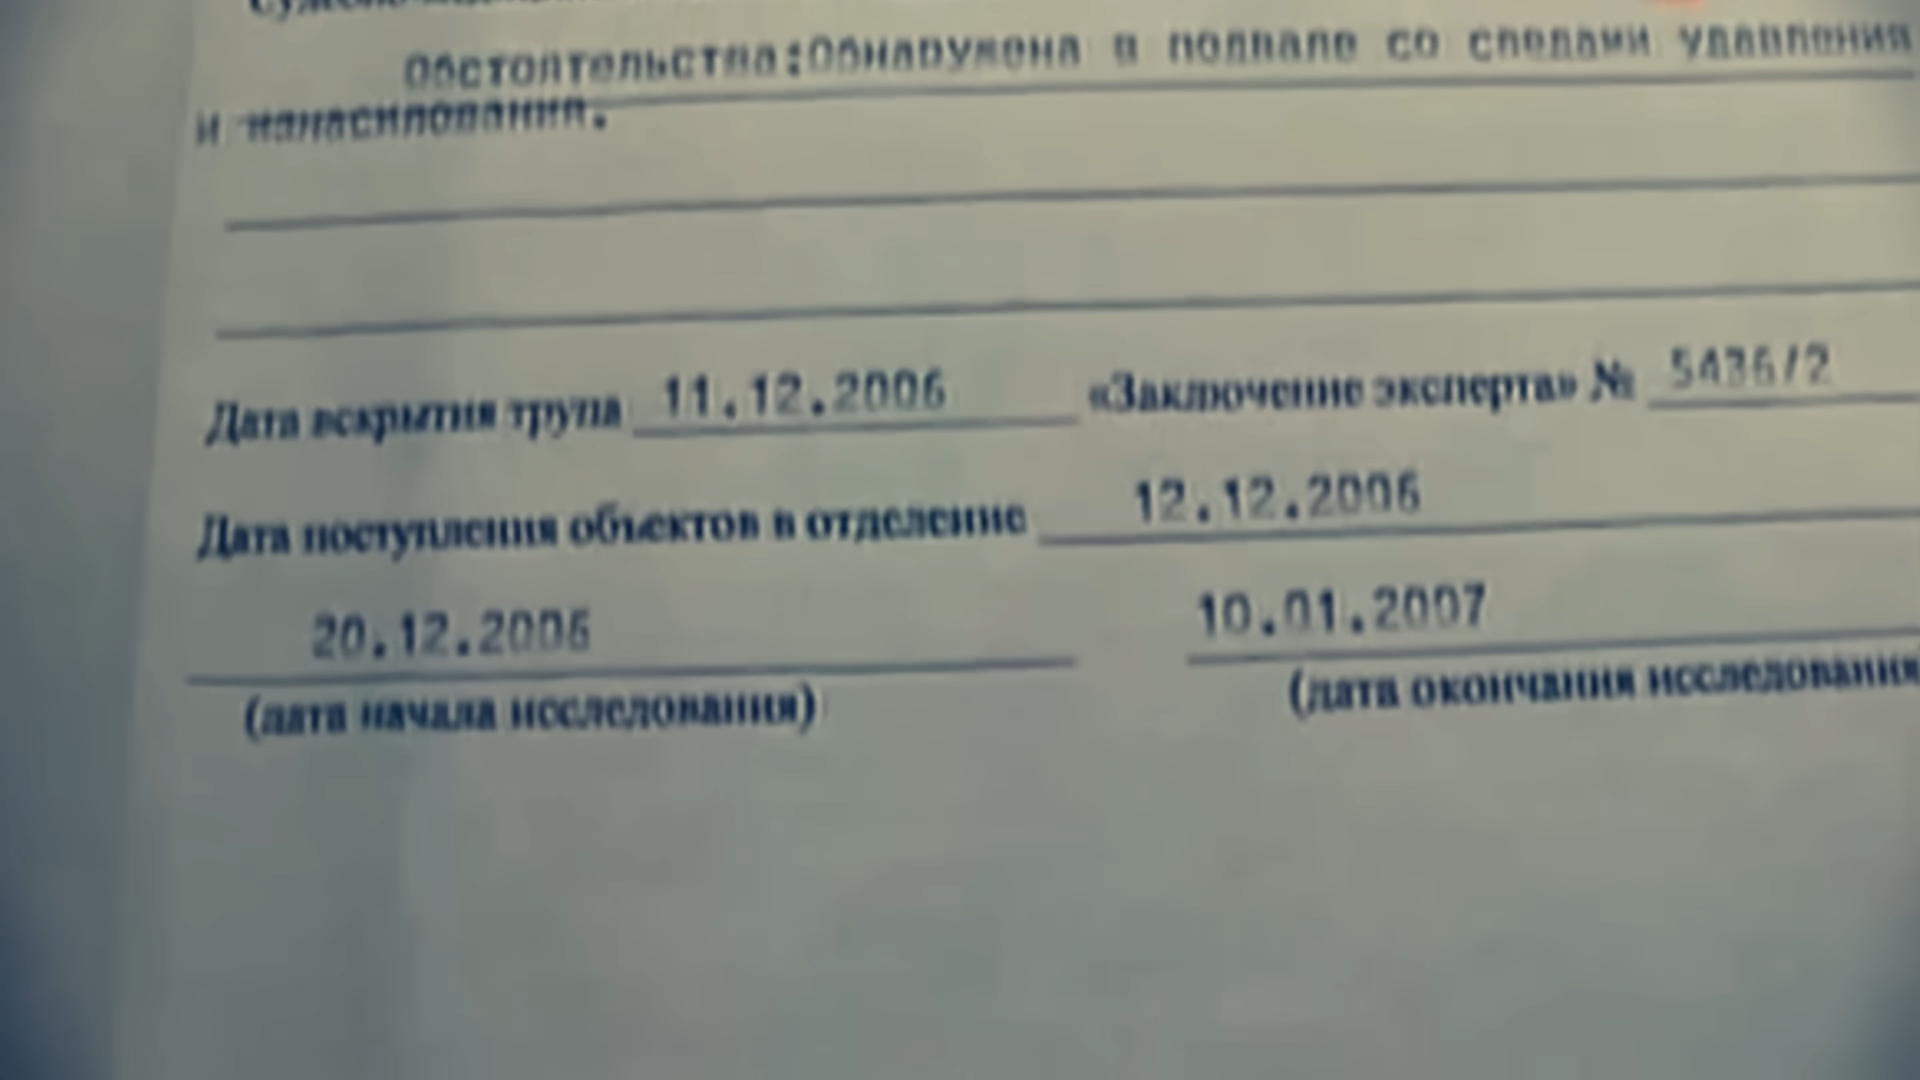 Обстоятельства:Обнаружена в подвале со следами удавления
и изнасилования.
Дата вскрытия трупа 11.12.2006 «Заключение эксперта» № 5436/2
Дата поступления объектов в отделение 12.12.2006
20.12.2006 10.01.2007
(дата начала исследования) (дата окончания исследования